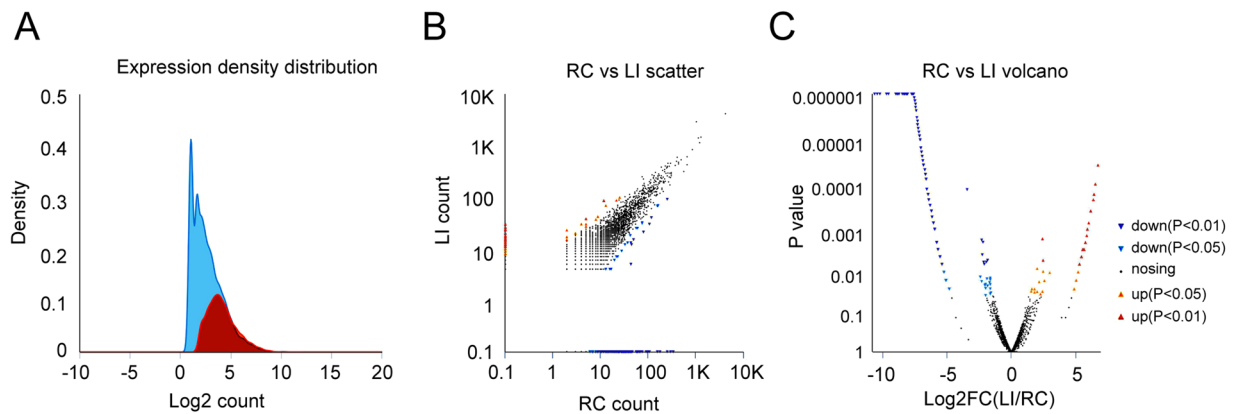 A
Expression density distribution
0.5
0.4
0.3
0.2
0.1
0
Density
-10
-5
0
5
10
15
20
Log2 count
B
RC vs LI scatter
10K
1K
100
10
1
0.1
LI count
0.1
1
10
100
1K
10K
RC count
C
RC vs LI volcano
0.000001
0.00001
0.0001
0.001
0.01
0.1
1
P value
-10
-5
0
5
Log2FC(LI/RC)
down(P<0.01)
down(P<0.05)
nosing
up(P<0.05)
up(P<0.01)